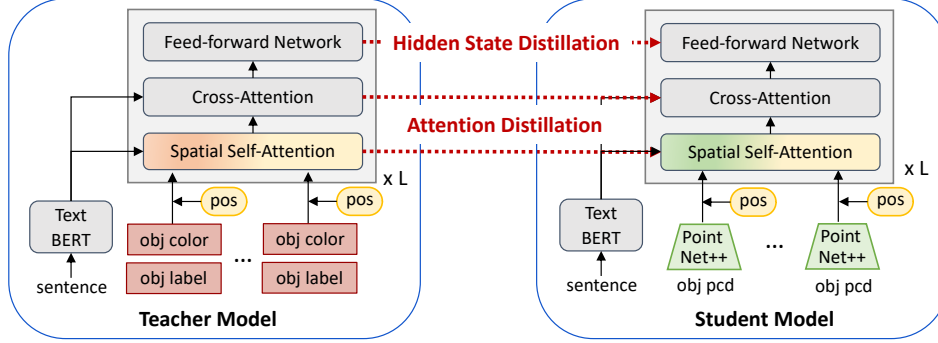 Feed-forward Network
Cross-Attention
Spatial Self-Attention
x L
pos
pos
Text
BERT
obj color
obj color
...
obj label
obj label
sentence
Teacher Model
Hidden State Distillation
Attention Distillation
Feed-forward Network
Cross-Attention
Spatial Self-Attention
x L
pos
pos
Text
BERT
Point
Net++
...
Point
Net++
obj pcd
obj pcd
sentence
Student Model